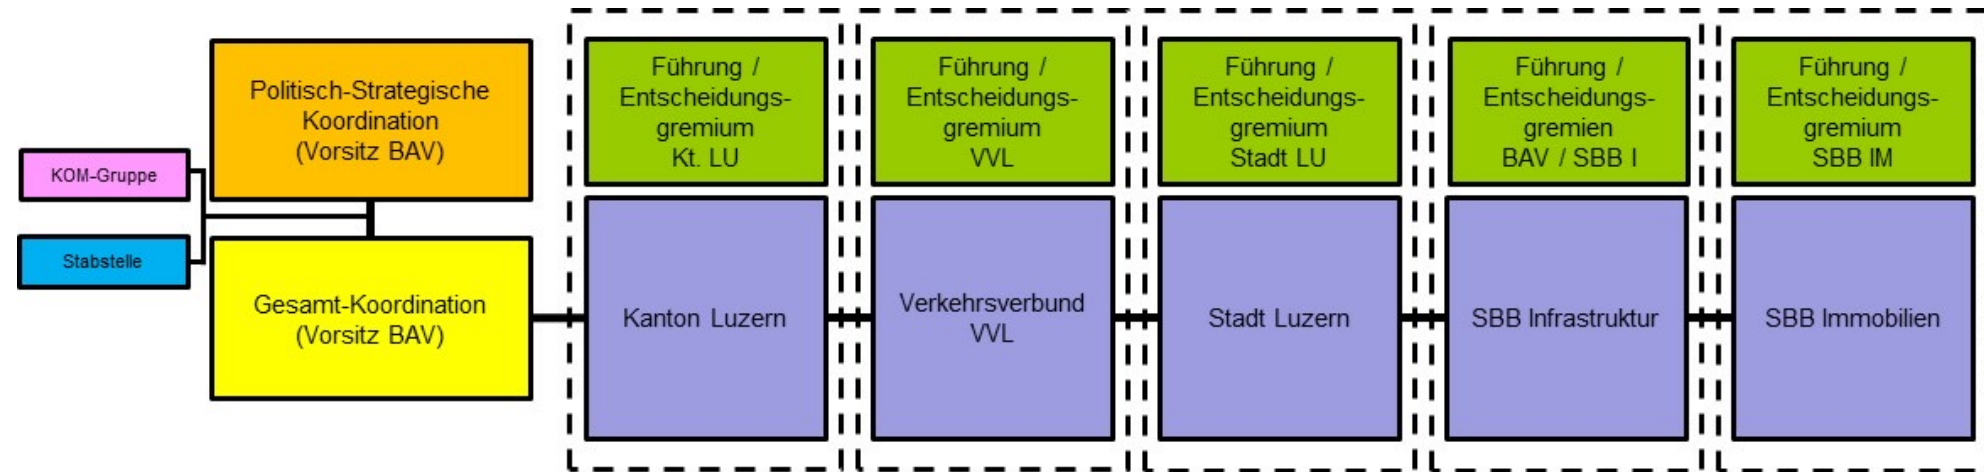 Politisch-Strategische
Koordination
(Vorsitz BAV)
KOM-Gruppe
Stabstelle
Gesamt-Koordination
(Vorsitz BAV)
Führung /
Entscheidungs-
gremium
Kt. LU
Kanton Luzern
Führung /
Entscheidungs-
gremium
VVL
Verkehrsverbund
VVL
Führung /
Entscheidungs-
gremium
Stadt LU
Stadt Luzern
Führung /
Entscheidungs-
gremien
BAV / SBB I
SBB Infrastruktur
Führung /
Entscheidungs-
gremium
SBB IM
SBB Immobilien